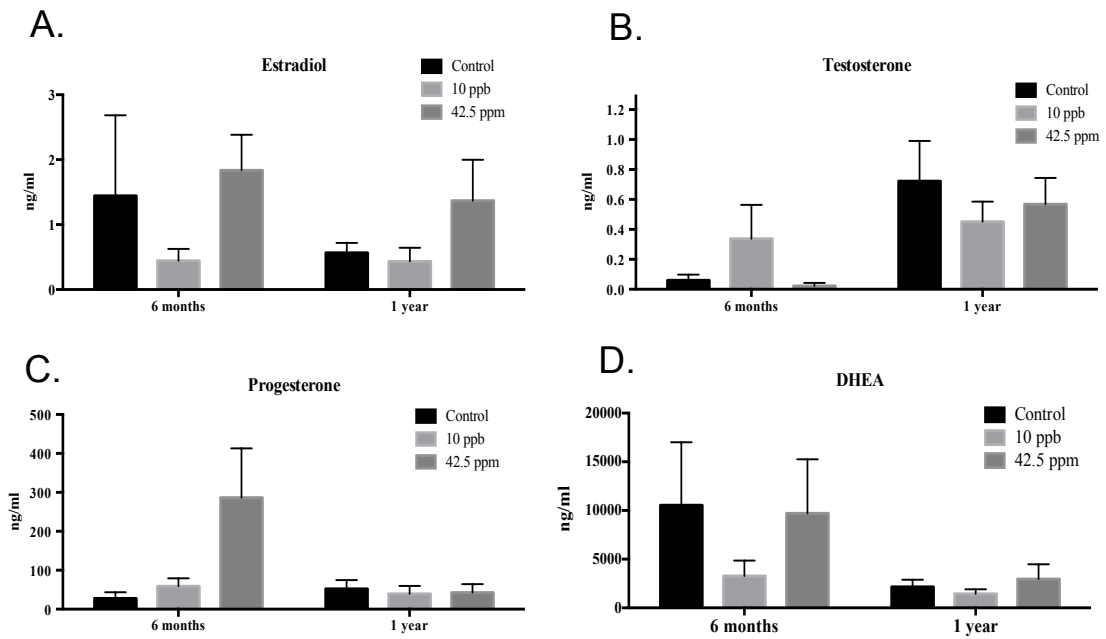 A.
Estradiol
Control
10 ppb
42.5 ppm
3
2
1
0
ng/ml
6 months
1 year
B.
Testosterone
Control
10 ppb
42.5 ppm
1.2
1.0
0.8
0.6
0.4
0.2
0.0
ng/ml
6 months
1 year
C.
Progesterone
Control
10 ppb
42.5 ppm
500
400
300
200
100
0
ng/ml
6 months
1 year
D.
DHEA
Control
10 ppb
42.5 ppm
20000
15000
10000
5000
0
ng/ml
6 months
1 year